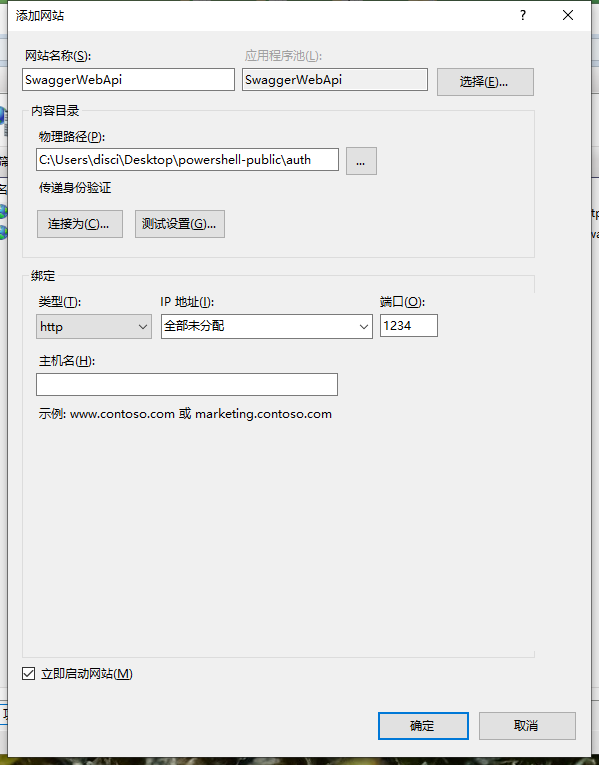 添加网站
网站名称(S):
应用程序池(L):
SwaggerWebApi
SwaggerWebApi
选择(E)...
内容目录
物理路径(P):
C:\Users\disci\Desktop\powershell-public\auth
...
传递身份验证
连接为(C)...
测试设置(G)...
绑定
类型(T):
IP 地址(I):
端口(O):
http
全部未分配
1234
主机名(H):
示例: www.contoso.com 或 marketing.contoso.com
立即启动网站(M)
确定
取消